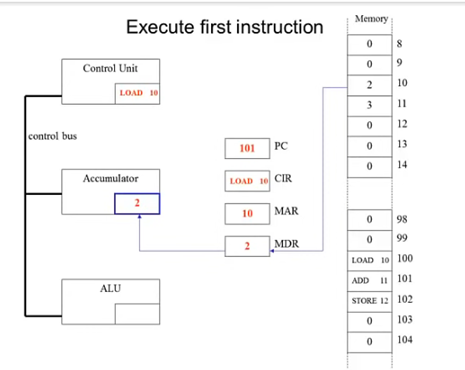 Execute first instruction
Memory
0 8
0 9
2 10
3 11
0 12
0 13
0 14
0 98
0 99
LOAD 10 100
ADD 11 101
STORE 12 102
0 103
0 104
Control Unit
LOAD 10
control bus
Accumulator
2
ALU
101 PC
LOAD 10 CIR
10 MAR
2 MDR